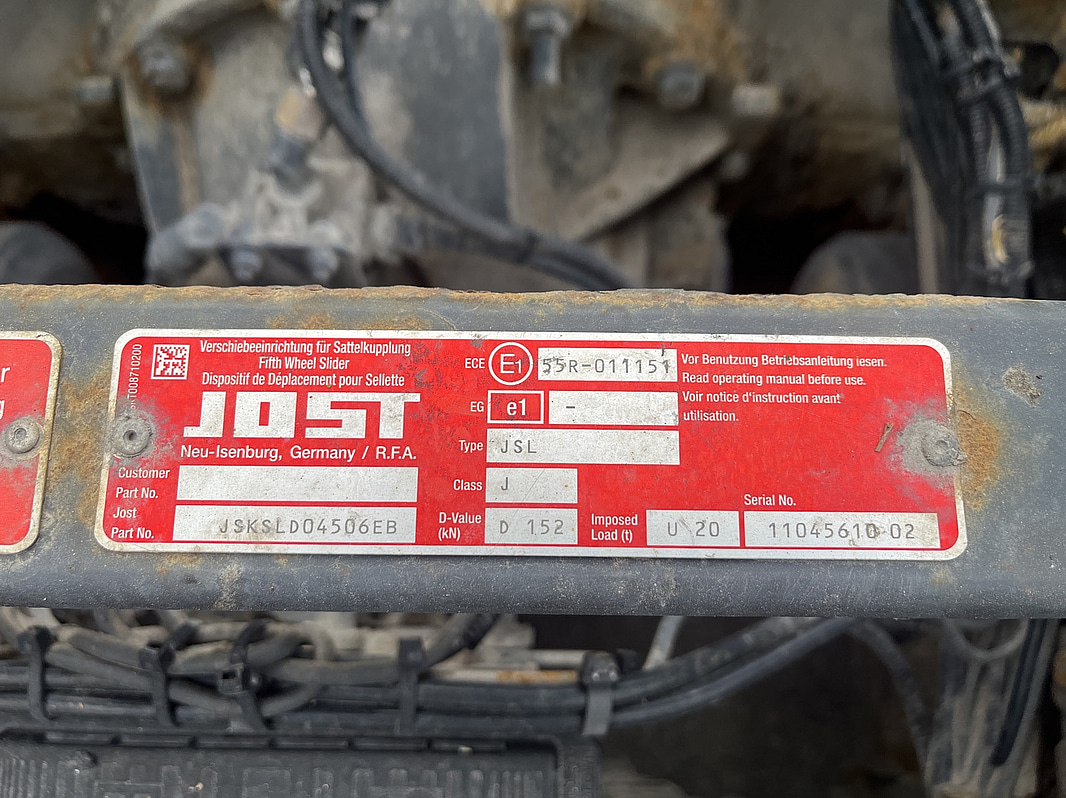 r
g
Verschiebeeinrichtung für Sattelkupplung
Fifth Wheel Slider
Dispositif de Déplacement pour Sellette
JOST
Neu-Isenburg, Germany / R.F.A.
Customer
Part No.
Jost
Part No. JSKSLD04506EB
ECE E1 55R-011151
EG e1 -
Type JSL
Class J
D-Value
(kN) D 152
Imposed
Load (t) U 20
Serial No.
11045610 02
Vor Benutzung Betriebsanleitung lesen.
Read operating manual before use.
Voir notice d'instruction avant
utilisation.